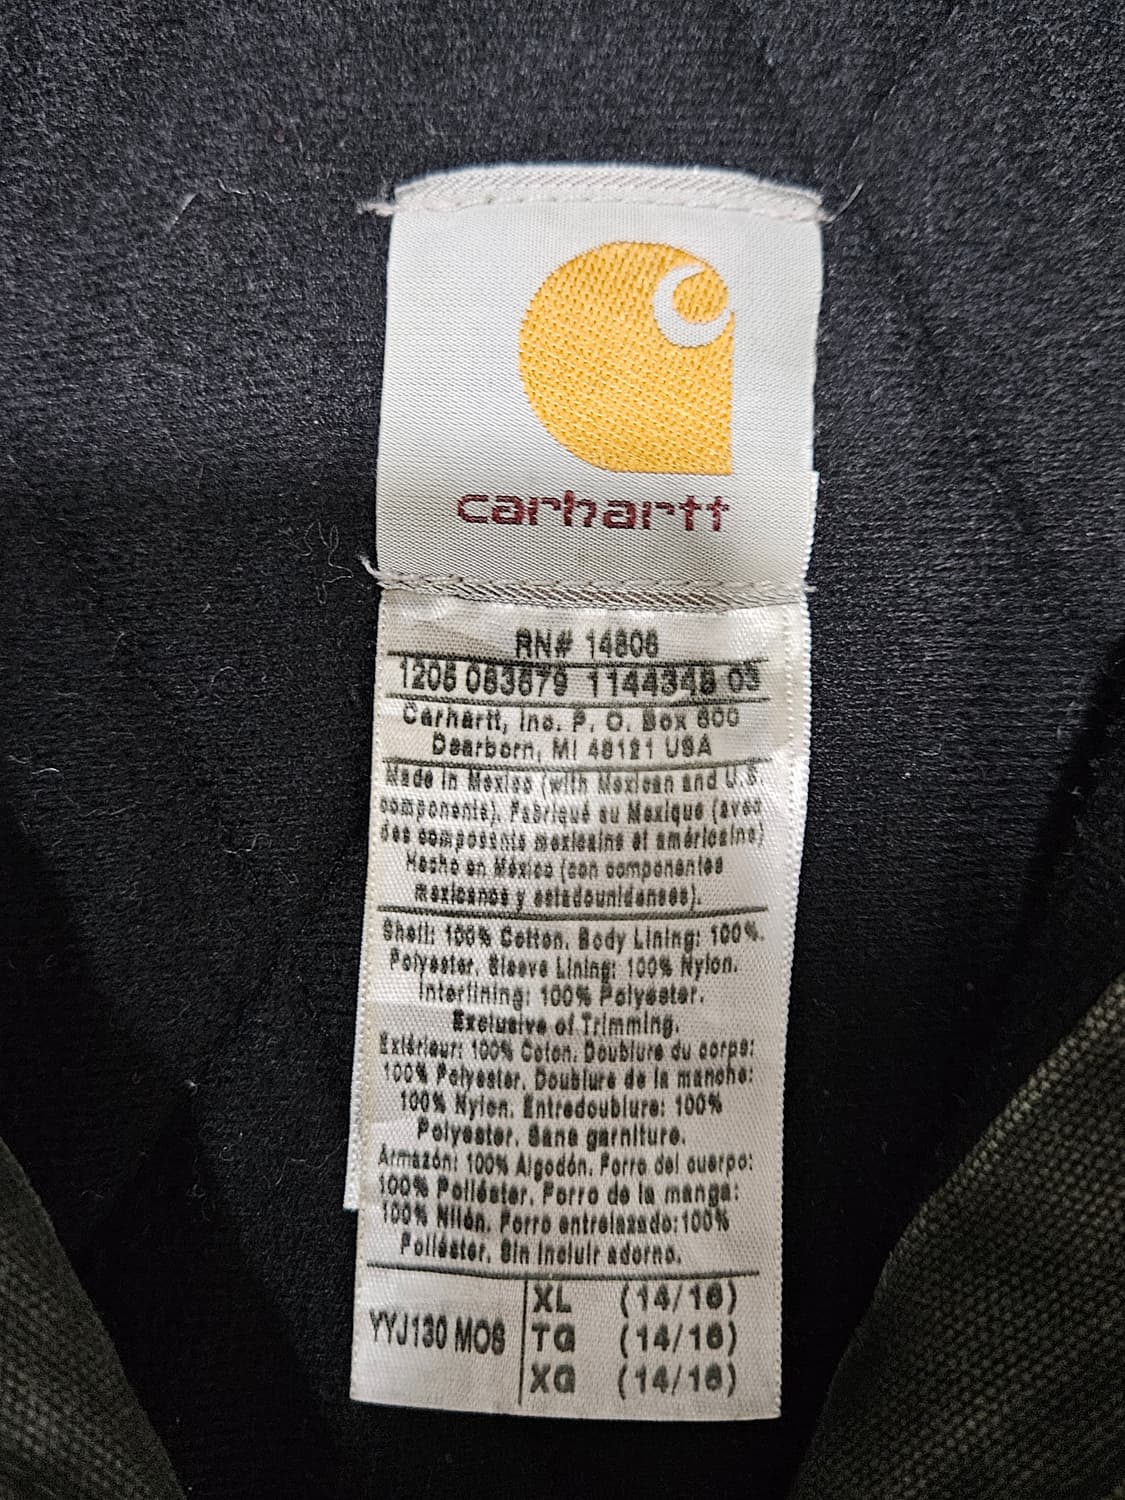 carhartt
RN# 14806
1205 083679 1144348 03
Carhartt, Inc. P. O. Box 600
Dearborn, MI 48121 USA
Made in Mexico (with Mexican and U.S.
components). Fabriqué au Mexique (avec
des composents mexicains et américains)
Hecho en México (con componentes
mexicanos y estadounidenses).
Shell: 100% Cotton. Body Lining: 100%
Polyester. Sleeve Lining: 100% Nylon.
Interlining: 100% Polyester.
Exclusive of Trimming.
Extérieur: 100% Coton. Doublure du corps:
100% Polyester. Doublure de la manche:
100% Nylon. Entredoublure: 100%
Polyester. Sans garniture.
Armazón: 100% Algodón. Forro del cuerpo:
100% Poliéster. Forro de la manga:
100% Nilón. Forro entrelazado:100%
Poliéster. Sin incluir adorno.
YYJ130 MOS
XL (14/16)
TG (14/16)
XG (14/16)